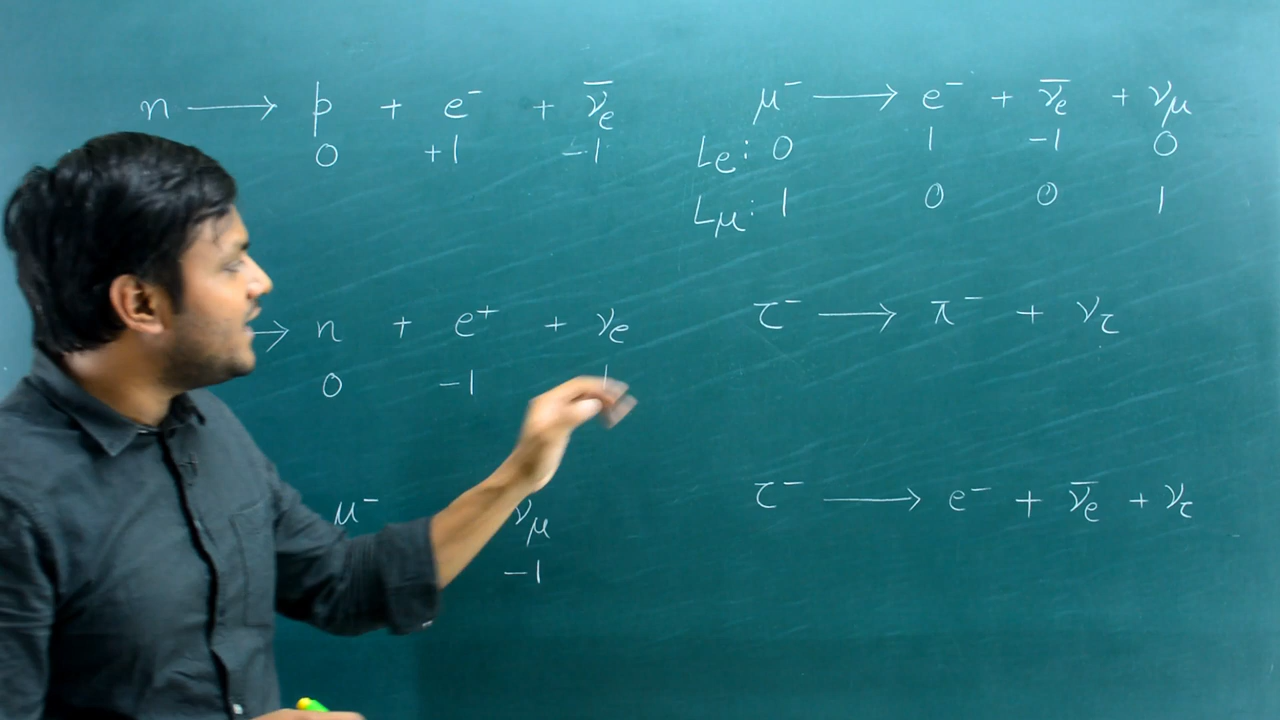 n ⟶ p + e⁻ + ν̄ₑ
0 +1 -1
→ n + e⁺ + νₑ
0 -1 1
μ⁻ ν_μ
-1
μ⁻ ⟶ e⁻ + ν̄ₑ + ν_μ
Lₑ: 0 1 -1 0
L_μ: 1 0 0 1
τ⁻ ⟶ π⁻ + ν_τ
τ⁻ ⟶ e⁻ + ν̄ₑ + ν_τ